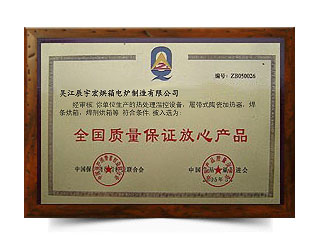 编号：ZB050026
吴江辰宇宏烘箱电炉制造有限公司
经审核 你单位生产的热处理温控设备，履带式陶瓷加热器，焊
条烘箱，焊剂烘箱等 符合条件 被入选为：
全国质量保证放心产品